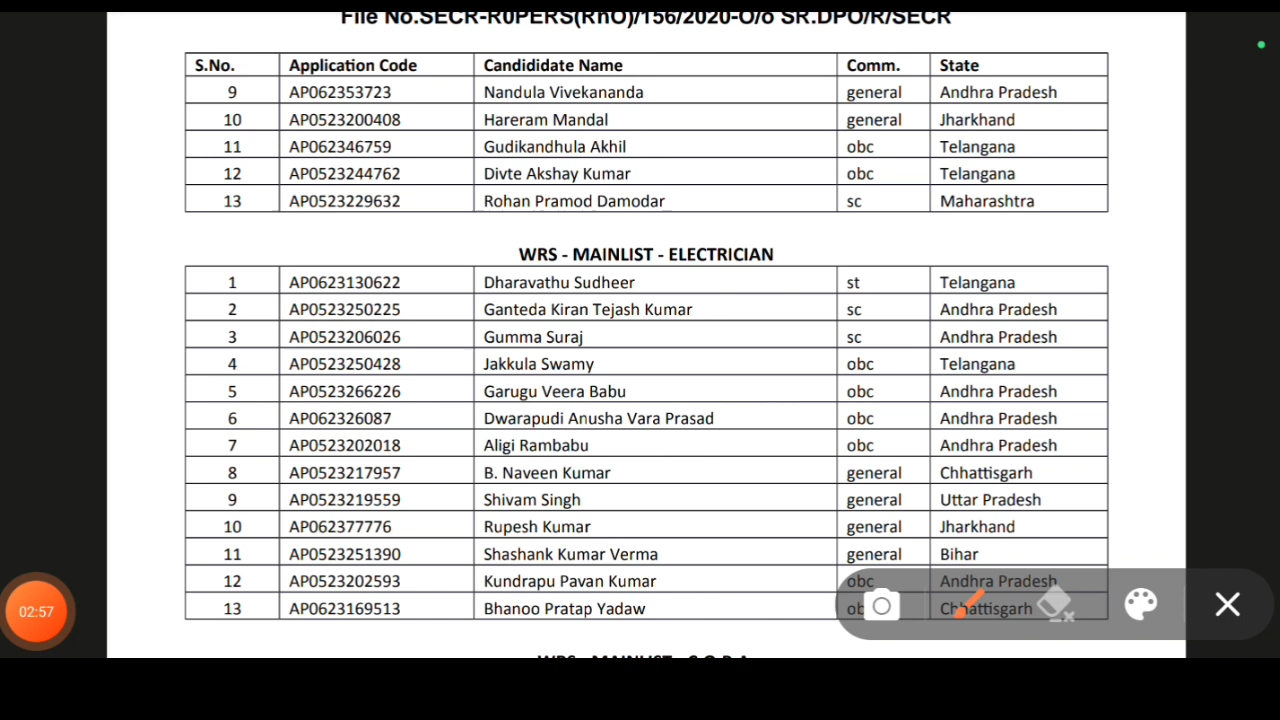 File No.SECR-R0PERS(RhO)/156/2020-O/o SR.DPO/R/SECR
S.No. Application Code Candididate Name Comm. State
9 AP062353723 Nandula Vivekananda general Andhra Pradesh
10 AP0523200408 Hareram Mandal general Jharkhand
11 AP062346759 Gudikandhula Akhil obc Telangana
12 AP0523244762 Divte Akshay Kumar obc Telangana
13 AP0523229632 Rohan Pramod Damodar sc Maharashtra
WRS - MAINLIST - ELECTRICIAN
1 AP0623130622 Dharavathu Sudheer st Telangana
2 AP0523250225 Ganteda Kiran Tejash Kumar sc Andhra Pradesh
3 AP0523206026 Gumma Suraj sc Andhra Pradesh
4 AP0523250428 Jakkula Swamy obc Telangana
5 AP0523266226 Garugu Veera Babu obc Andhra Pradesh
6 AP062326087 Dwarapudi Anusha Vara Prasad obc Andhra Pradesh
7 AP0523202018 Aligi Rambabu obc Andhra Pradesh
8 AP0523217957 B. Naveen Kumar general Chhattisgarh
9 AP0523219559 Shivam Singh general Uttar Pradesh
10 AP062377776 Rupesh Kumar general Jharkhand
11 AP0523251390 Shashank Kumar Verma general Bihar
12 AP0523202593 Kundrapu Pavan Kumar obc Andhra Pradesh
13 AP0623169513 Bhanoo Pratap Yadaw ob Chhattisgarh
02:57